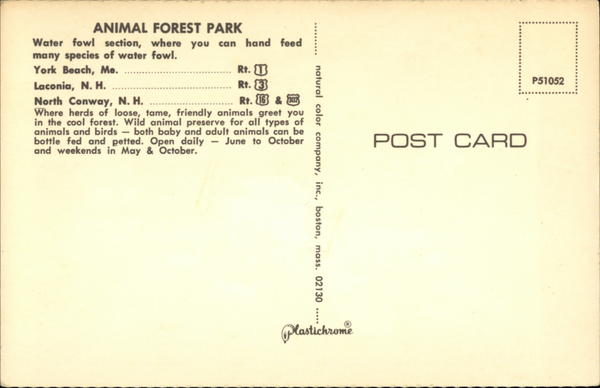 ANIMAL FOREST PARK
Water fowl section, where you can hand feed
many species of water fowl.
York Beach, Me. .................................. Rt. 1
Laconia, N. H. ...................................... Rt. 3
North Conway, N. H. ......................... Rt. 16 & 302
Where herds of loose, tame, friendly animals greet you
in the cool forest. Wild animal preserve for all types of
animals and birds — both baby and adult animals can be
bottle fed and petted. Open daily — June to October
and weekends in May & October.
natural color company, inc., boston, mass. 02130
Plastichrome®
P51052
POST CARD